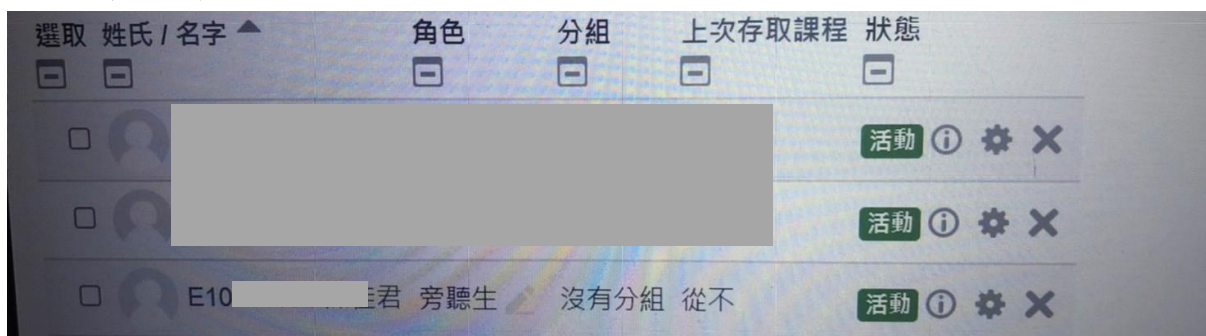 選取 姓氏 / 名字 角色 分組 上次存取課程 狀態
活動
活動
E10 君 旁聽生 沒有分組 從不 活動